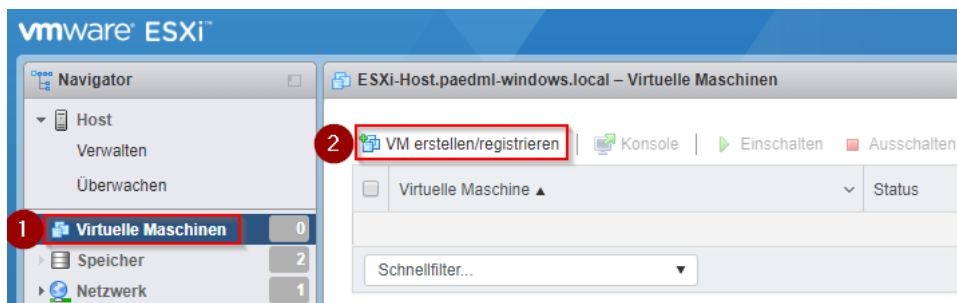 vmware ESXi™
Navigator
ESXi-Host.paedml-windows.local – Virtuelle Maschinen
Host
Verwalten
Überwachen
1 Virtuelle Maschinen 0
Speicher 2
Netzwerk 1
2 VM erstellen/registrieren | Konsole | Einschalten Ausschalten
Virtuelle Maschine ▲ Status
Schnellfilter...